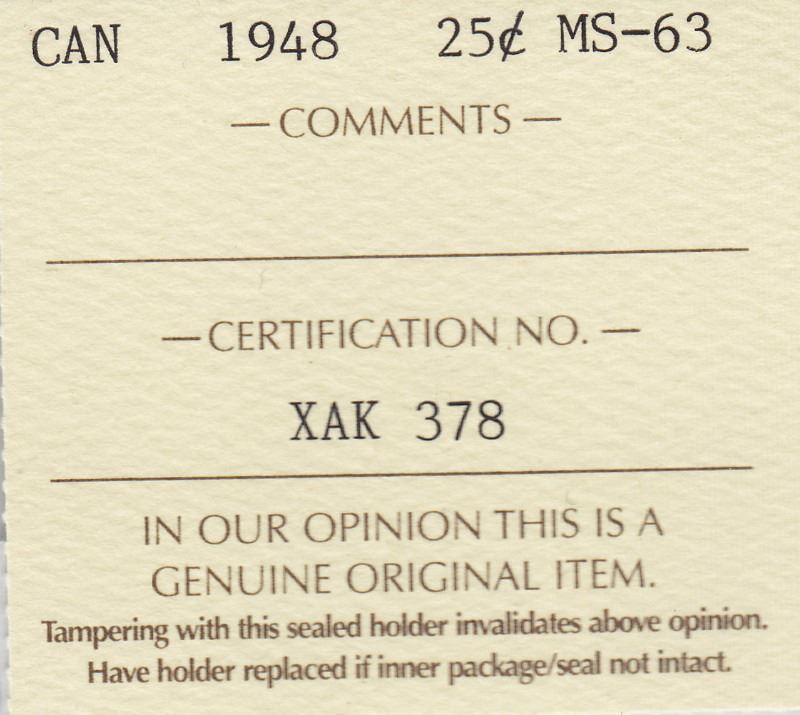 CAN 1948 25¢ MS-63
— COMMENTS —
— CERTIFICATION NO. —
XAK 378
IN OUR OPINION THIS IS A
GENUINE ORIGINAL ITEM.
Tampering with this sealed holder invalidates above opinion.
Have holder replaced if inner package/seal not intact.